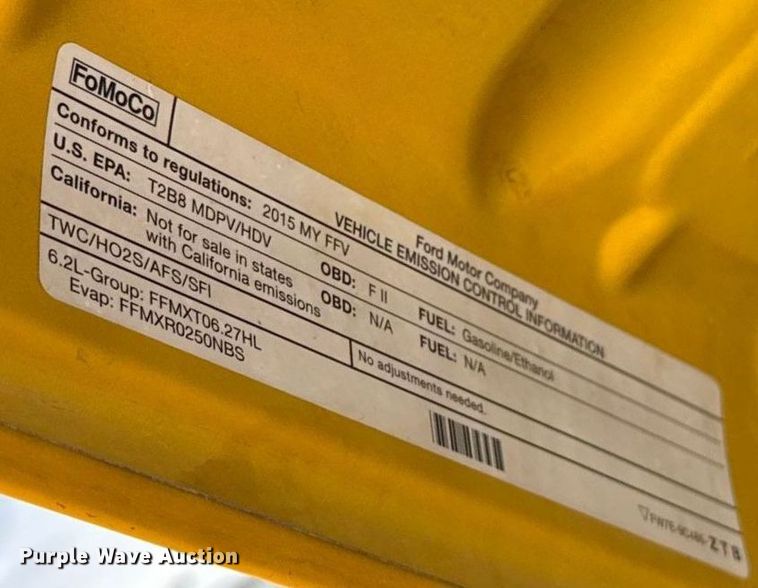 FoMoCo
Ford Motor Company
VEHICLE EMISSION CONTROL INFORMATION
Conforms to regulations: 2015 MY FFV
U.S. EPA: T2B8 MDPV/HDV OBD: F II FUEL: Gasoline/Ethanol
California: Not for sale in states
with California emissions OBD: N/A FUEL: N/A
TWC/HO2S/AFS/SFI
No adjustments needed.
6.2L-Group: FFMXT06.27HL
Evap: FFMXR0250NBS
ZTB
Purple Wave Auction